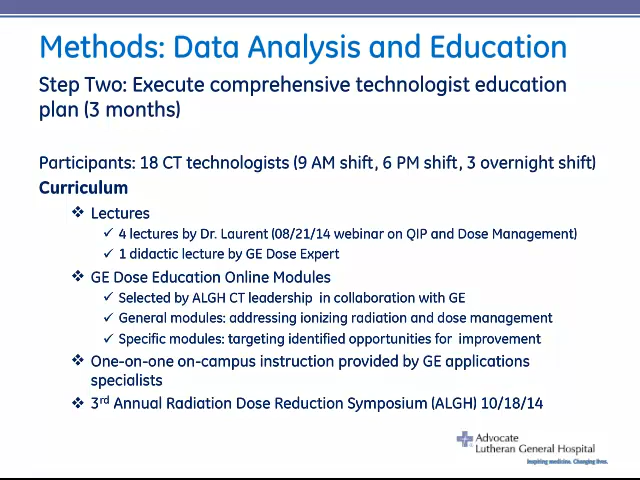 Methods: Data Analysis and Education
Step Two: Execute comprehensive technologist education
plan (3 months)
Participants: 18 CT technologists (9 AM shift, 6 PM shift, 3 overnight shift)
Curriculum
❖ Lectures
✓ 4 lectures by Dr. Laurent (08/21/14 webinar on QIP and Dose Management)
✓ 1 didactic lecture by GE Dose Expert
❖ GE Dose Education Online Modules
✓ Selected by ALGH CT leadership in collaboration with GE
✓ General modules: addressing ionizing radiation and dose management
✓ Specific modules: targeting identified opportunities for improvement
❖ One-on-one on-campus instruction provided by GE applications
specialists
❖ 3rd Annual Radiation Dose Reduction Symposium (ALGH) 10/18/14
Advocate
Lutheran General Hospital
Inspiring medicine. Changing lives.